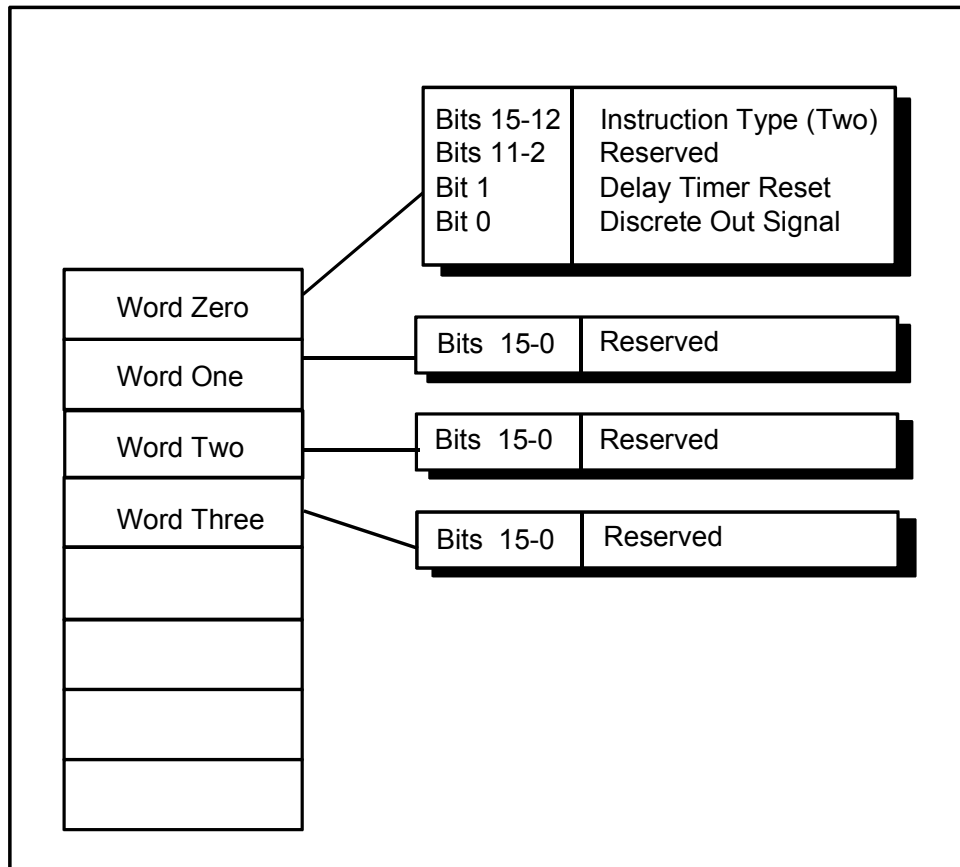 Bits 15-12 Instruction Type (Two)
Bits 11-2 Reserved
Bit 1 Delay Timer Reset
Bit 0 Discrete Out Signal
Word Zero
Bits 15-0 Reserved
Word One
Bits 15-0 Reserved
Word Two
Word Three
Bits 15-0 Reserved